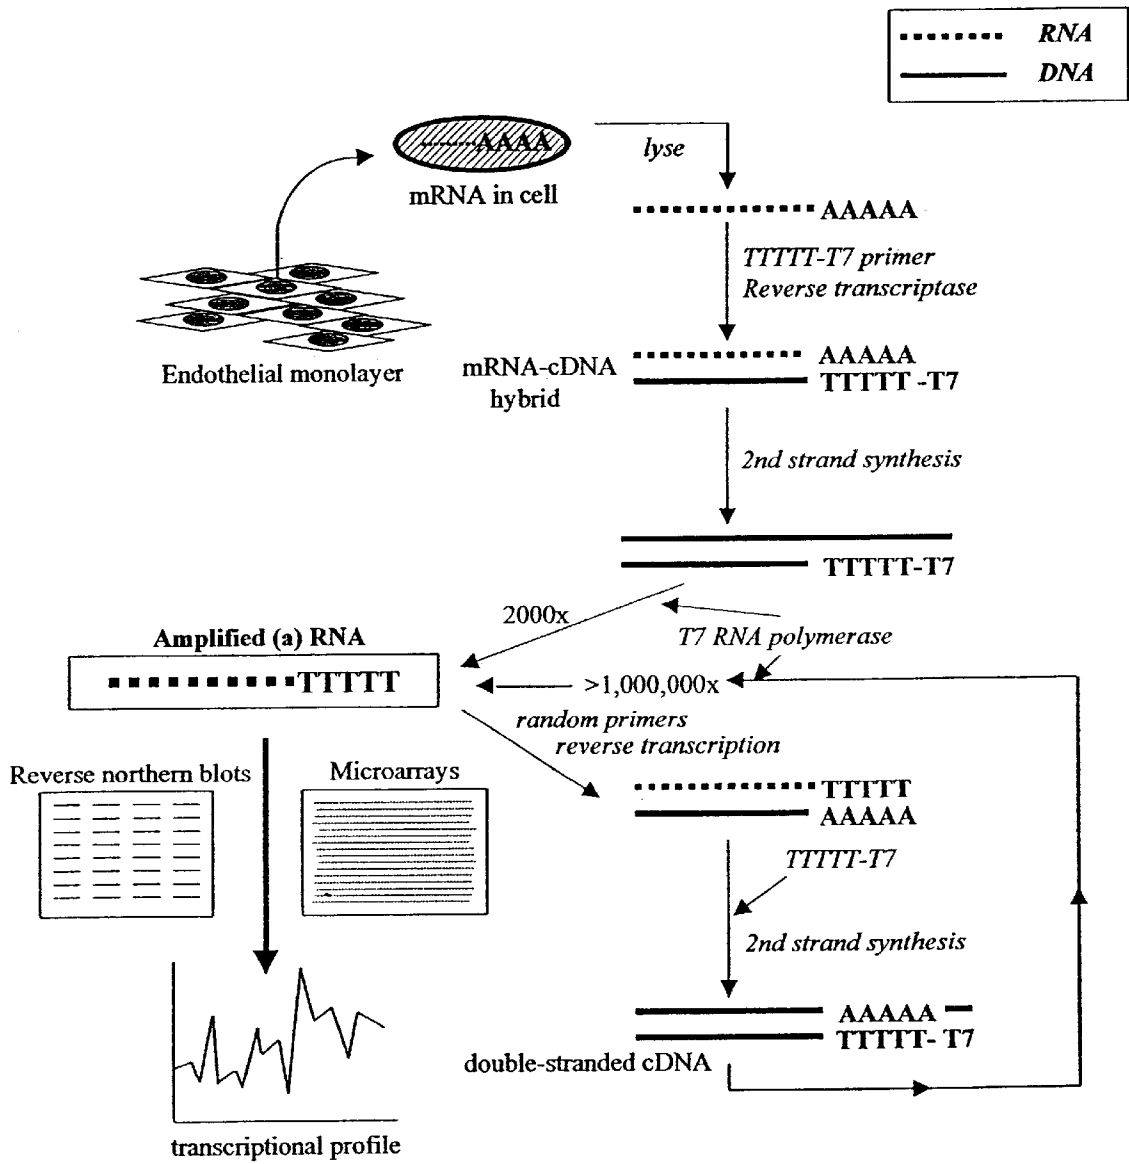 RNA
DNA
AAAA
mRNA in cell
lyse
AAAAA
TTTTT-T7 primer
Reverse transcriptase
Endothelial monolayer
mRNA-cDNA
hybrid
AAAAA
TTTTT -T7
2nd strand synthesis
TTTTT-T7
2000x
T7 RNA polymerase
Amplified (a) RNA
TTTTT
>1,000,000x
random primers
reverse transcription
Reverse northern blots
Microarrays
TTTTT
AAAAA
TTTTT-T7
2nd strand synthesis
AAAAA
TTTTT- T7
double-stranded cDNA
transcriptional profile